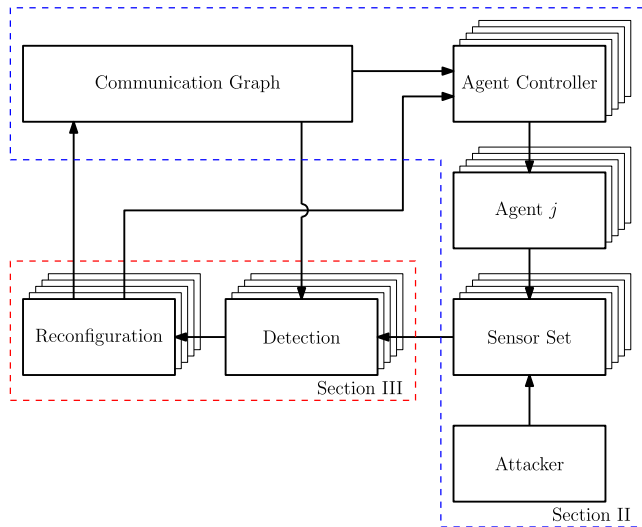 Communication Graph
Agent Controller
Agent j
Reconfiguration
Detection
Sensor Set
Section III
Attacker
Section II